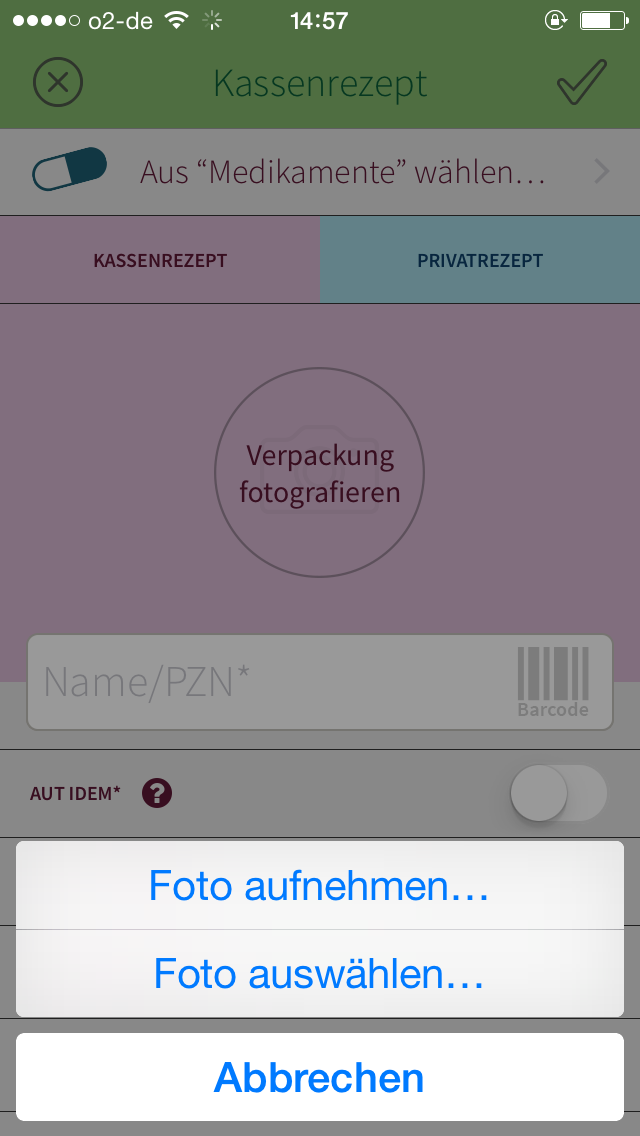 o2-de 14:57
Kassenrezept
Aus “Medikamente” wählen…
KASSENREZEPT PRIVATREZEPT
Verpackung
fotografieren
Name/PZN*
Barcode
AUT IDEM* ?
Foto aufnehmen…
Foto auswählen…
Abbrechen